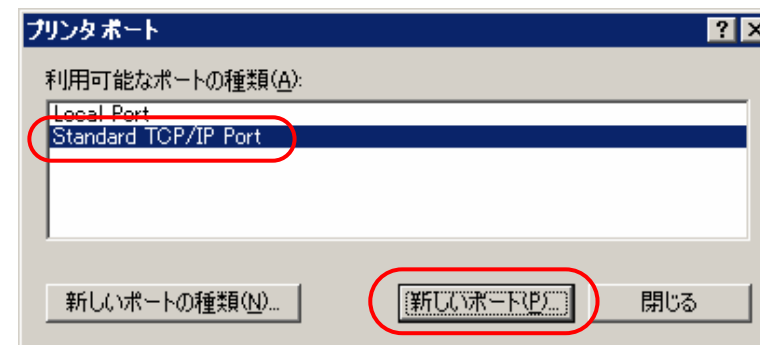 プリンタ ポート
利用可能なポートの種類(A):
Local Port
Standard TCP/IP Port
新しいポートの種類(N)... 新しいポート(P)... 閉じる